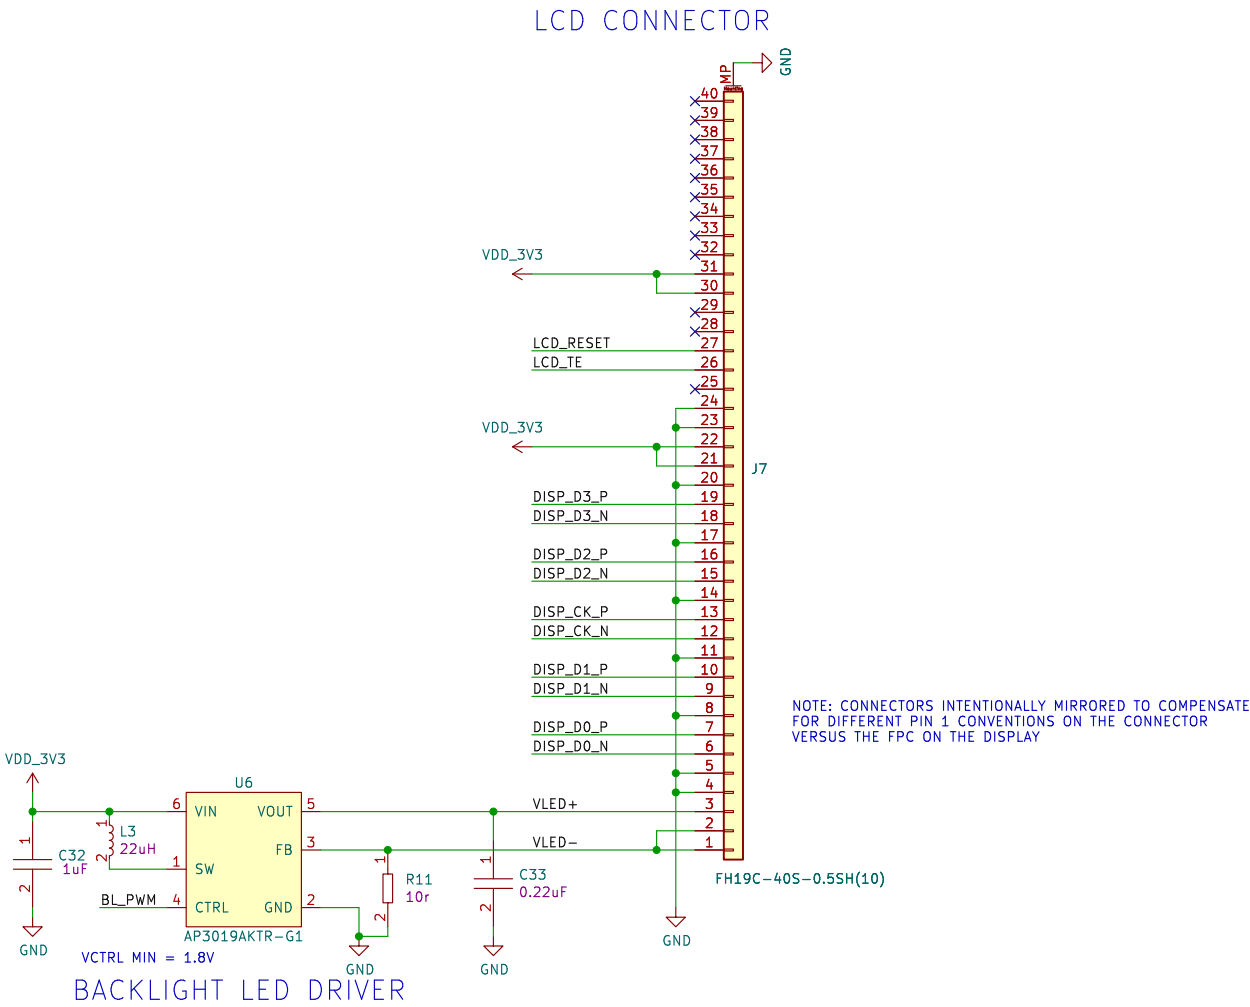 LCD CONNECTOR
GND
MP
40
39
38
37
36
35
34
33
32
VDD_3V3
31
30
29
28
LCD_RESET 27
LCD_TE 26
25
24
VDD_3V3
23
22
21
J7
20
DISP_D3_P 19
DISP_D3_N 18
17
DISP_D2_P 16
DISP_D2_N 15
14
DISP_CK_P 13
DISP_CK_N 12
11
DISP_D1_P 10
DISP_D1_N 9
8
DISP_D0_P 7
DISP_D0_N 6
5
4
VLED+ 3
2
VLED- 1
FH19C-40S-0.5SH(10)
NOTE: CONNECTORS INTENTIONALLY MIRRORED TO COMPENSATE
FOR DIFFERENT PIN 1 CONVENTIONS ON THE CONNECTOR
VERSUS THE FPC ON THE DISPLAY
VDD_3V3
U6
6 VIN VOUT 5
1
L3
22uH
2
1
C32
1uF
2
FB 3
1 SW
BL_PWM 4 CTRL GND 2
AP3019AKTR-G1
1
R11
10r
2
1
C33
0.22uF
2
GND
GND
GND
GND
VCTRL MIN = 1.8V
BACKLIGHT LED DRIVER